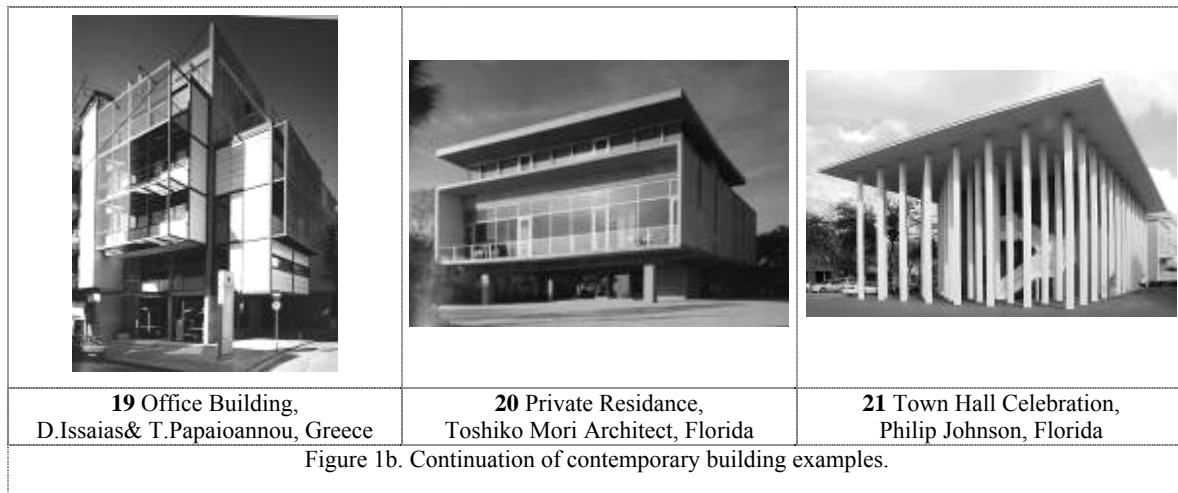 19 Office Building,
D.Issaias& T.Papaioannou, Greece
20 Private Residance,
Toshiko Mori Architect, Florida
21 Town Hall Celebration,
Philip Johnson, Florida
Figure 1b. Continuation of contemporary building examples.